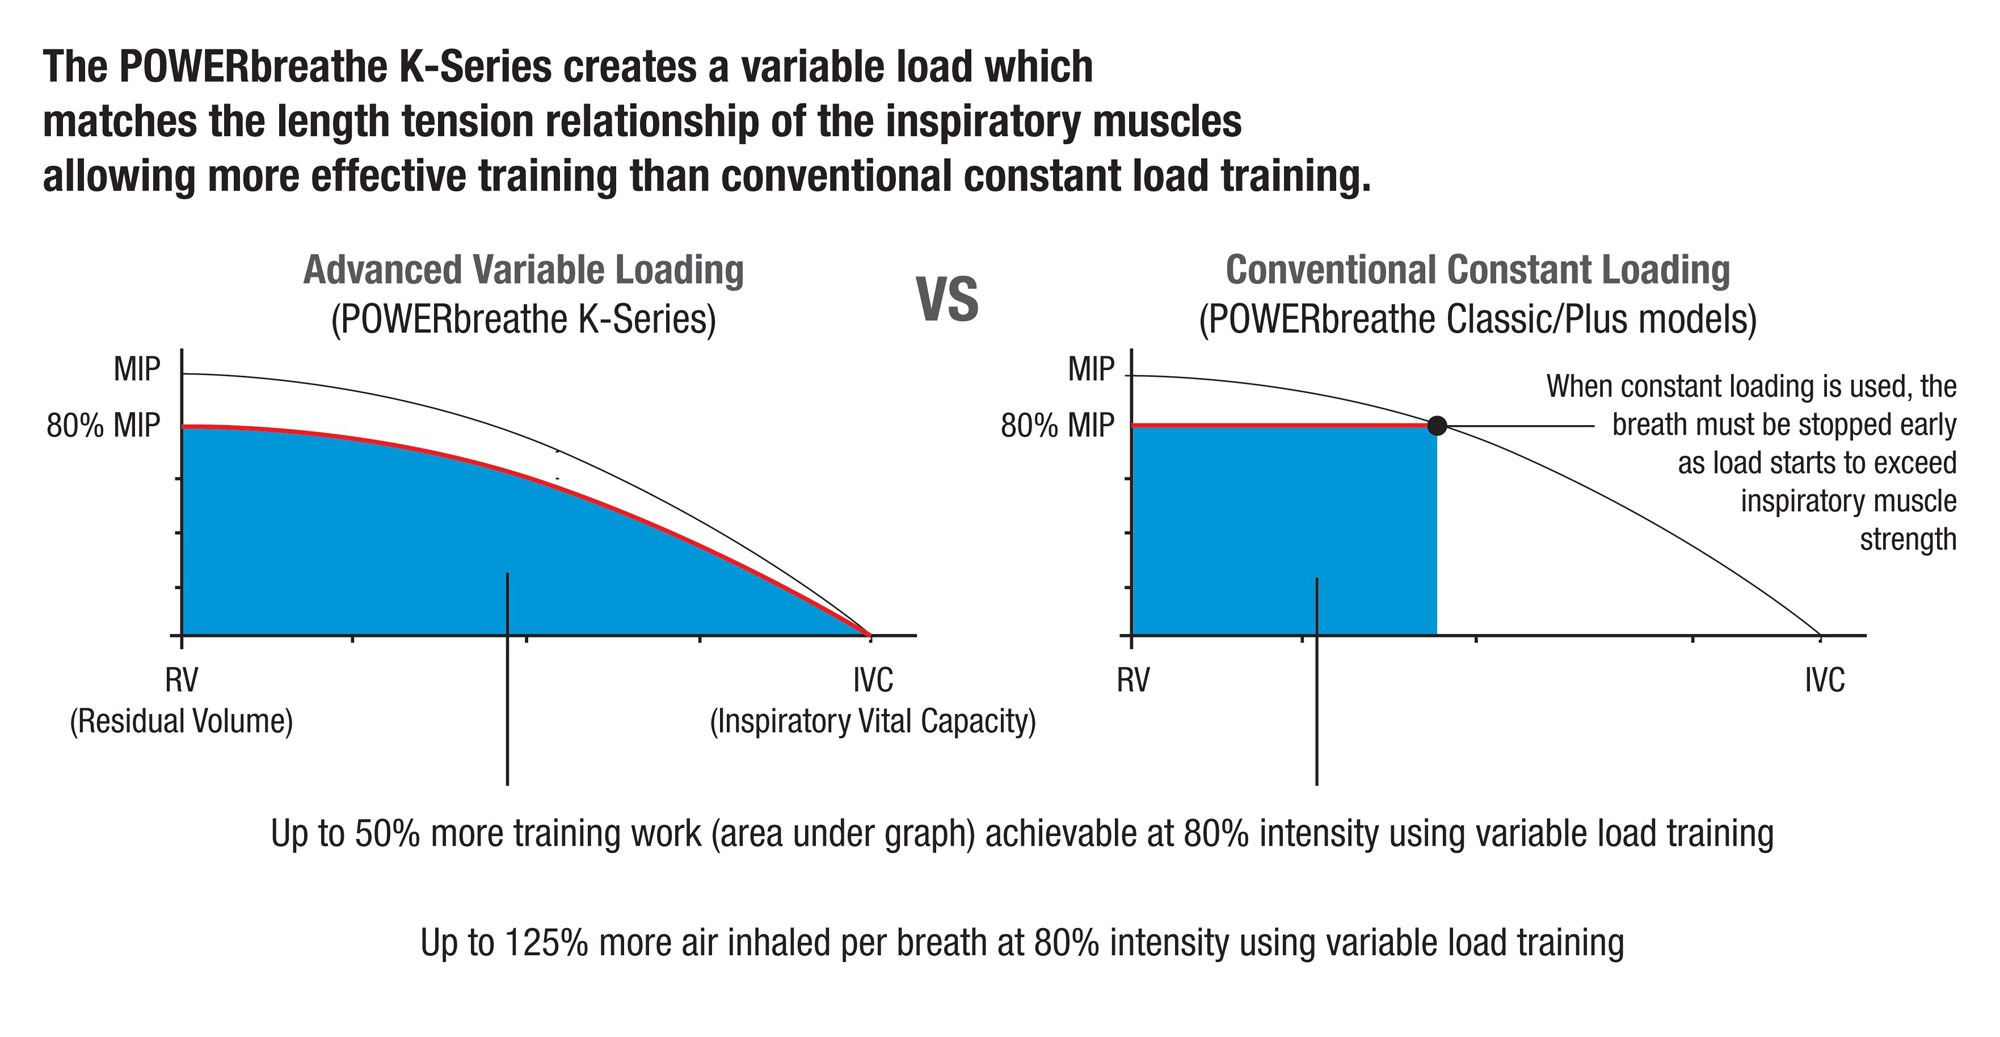 The POWERbreathe K-Series creates a variable load which
matches the length tension relationship of the inspiratory muscles
allowing more effective training than conventional constant load training.
Advanced Variable Loading
(POWERbreathe K-Series)
VS
Conventional Constant Loading
(POWERbreathe Classic/Plus models)
MIP
80% MIP
RV
(Residual Volume)
IVC
(Inspiratory Vital Capacity)
MIP
80% MIP
When constant loading is used, the
breath must be stopped early
as load starts to exceed
inspiratory muscle
strength
RV
IVC
Up to 50% more training work (area under graph) achievable at 80% intensity using variable load training
Up to 125% more air inhaled per breath at 80% intensity using variable load training